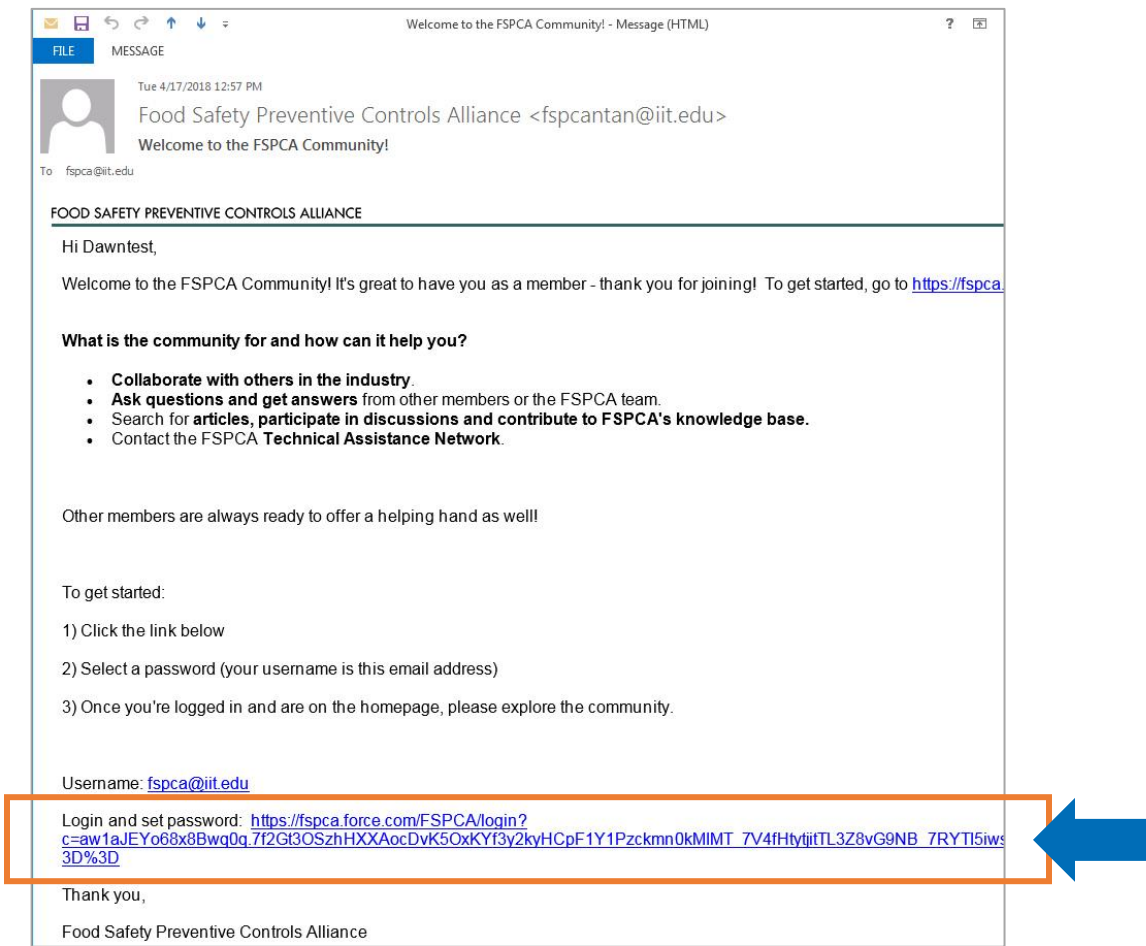 Welcome to the FSPCA Community! - Message (HTML)
?
FILE MESSAGE
Tue 4/17/2018 12:57 PM
Food Safety Preventive Controls Alliance <fspcantan@iit.edu>
Welcome to the FSPCA Community!
To fspca@iit.edu
FOOD SAFETY PREVENTIVE CONTROLS ALLIANCE
Hi Dawntest,
Welcome to the FSPCA Community! It's great to have you as a member - thank you for joining! To get started, go to https://fspca.
What is the community for and how can it help you?
• Collaborate with others in the industry.
• Ask questions and get answers from other members or the FSPCA team.
• Search for articles, participate in discussions and contribute to FSPCA's knowledge base.
• Contact the FSPCA Technical Assistance Network.
Other members are always ready to offer a helping hand as well!
To get started:
1) Click the link below
2) Select a password (your username is this email address)
3) Once you're logged in and are on the homepage, please explore the community.
Username: fspca@iit.edu
Login and set password: https://fspca.force.com/FSPCA/login?
3D%3D
Thank you,
Food Safety Preventive Controls Alliance